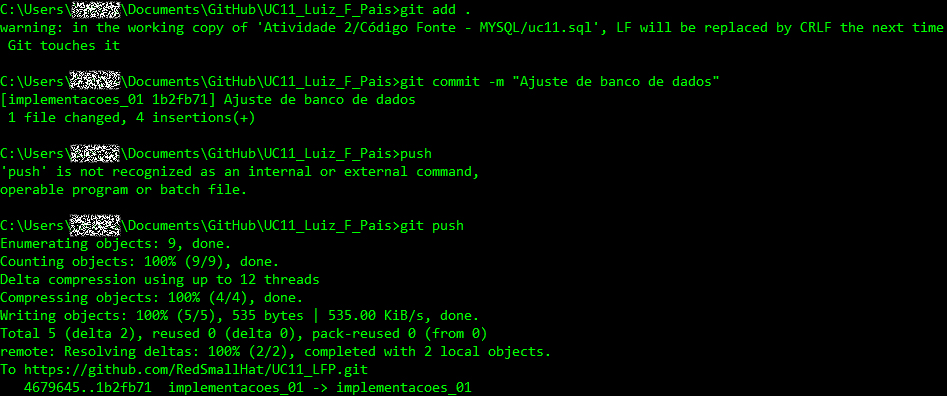 C:\Users\ \Documents\GitHub\UC11_Luiz_F_Pais>git add .
warning: in the working copy of 'Atividade 2/Código Fonte - MYSQL/uc11.sql', LF will be replaced by CRLF the next time
 Git touches it
C:\Users\ \Documents\GitHub\UC11_Luiz_F_Pais>git commit -m "Ajuste de banco de dados"
[implementacoes_01 1b2fb71] Ajuste de banco de dados
 1 file changed, 4 insertions(+)
C:\Users\ \Documents\GitHub\UC11_Luiz_F_Pais>push
'push' is not recognized as an internal or external command,
operable program or batch file.
C:\Users\ \Documents\GitHub\UC11_Luiz_F_Pais>git push
Enumerating objects: 9, done.
Counting objects: 100% (9/9), done.
Delta compression using up to 12 threads
Compressing objects: 100% (4/4), done.
Writing objects: 100% (5/5), 535 bytes | 535.00 KiB/s, done.
Total 5 (delta 2), reused 0 (delta 0), pack-reused 0 (from 0)
remote: Resolving deltas: 100% (2/2), completed with 2 local objects.
To https://github.com/RedSmallHat/UC11_LFP.git
   4679645..1b2fb71  implementacoes_01 -> implementacoes_01